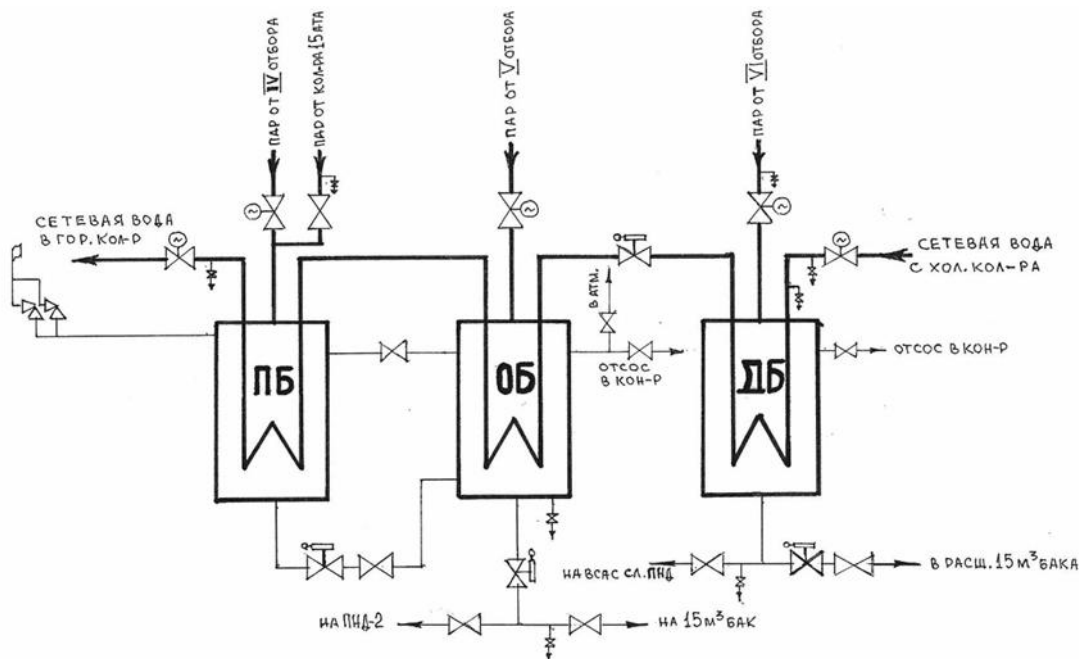 ПАР ОТ IV ОТБОРА
ПАР ОТ КОЛ-РА 15 АТА
ПАР ОТ V ОТБОРА
ПАР ОТ VI ОТБОРА
СЕТЕВАЯ ВОДА
В ГОР. КОЛ-Р
СЕТЕВАЯ ВОДА
С ХОЛ. КОЛ-РА
В АТМ.
ОТСОС
В КОН-Р
ОТСОС В КОН-Р
ПБ
ОБ
ДБ
НА ВСАС СЛ. ПНД
В РАСШ. 15 м³ БАКА
НА ПНД-2
НА 15 м³ БАК